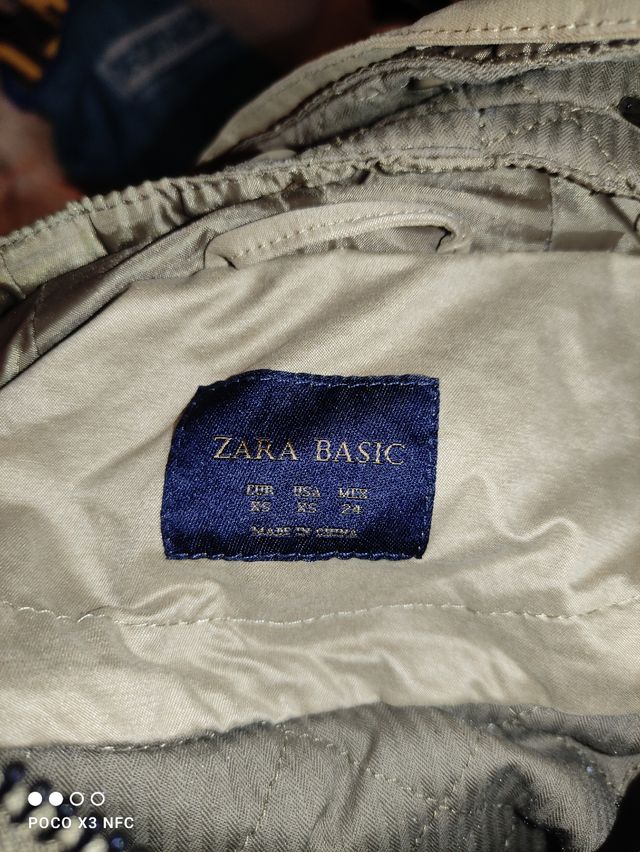 ZARA BASIC
EUR USA MEX
XS XS 24
MADE IN CHINA
POCO X3 NFC